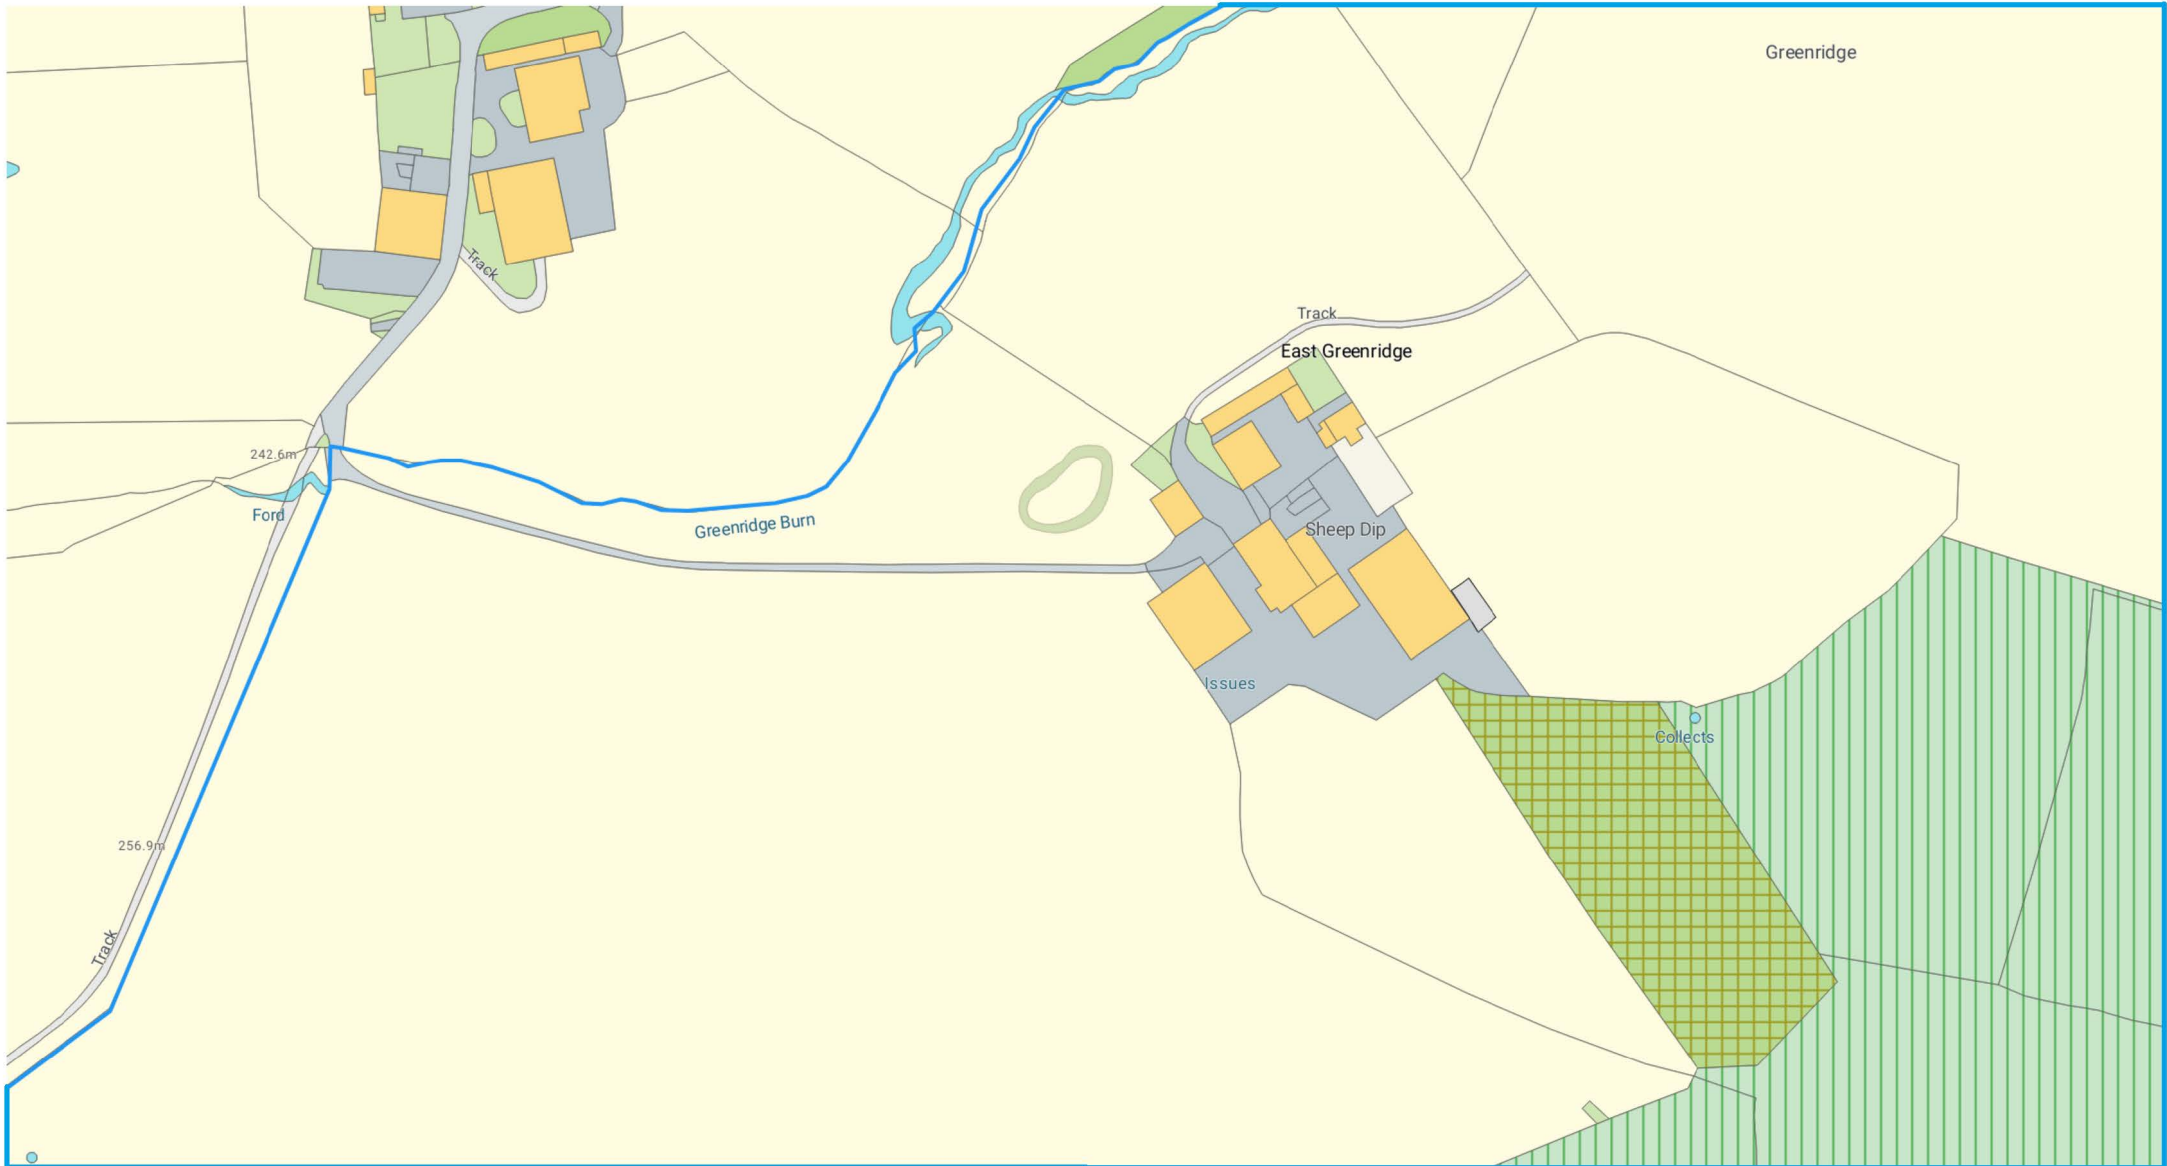 Greenridge
Track
Track
East Greenridge
242.6m
Ford
Greenridge Burn
Sheep Dip
Issues
Collects
256.9m
Track